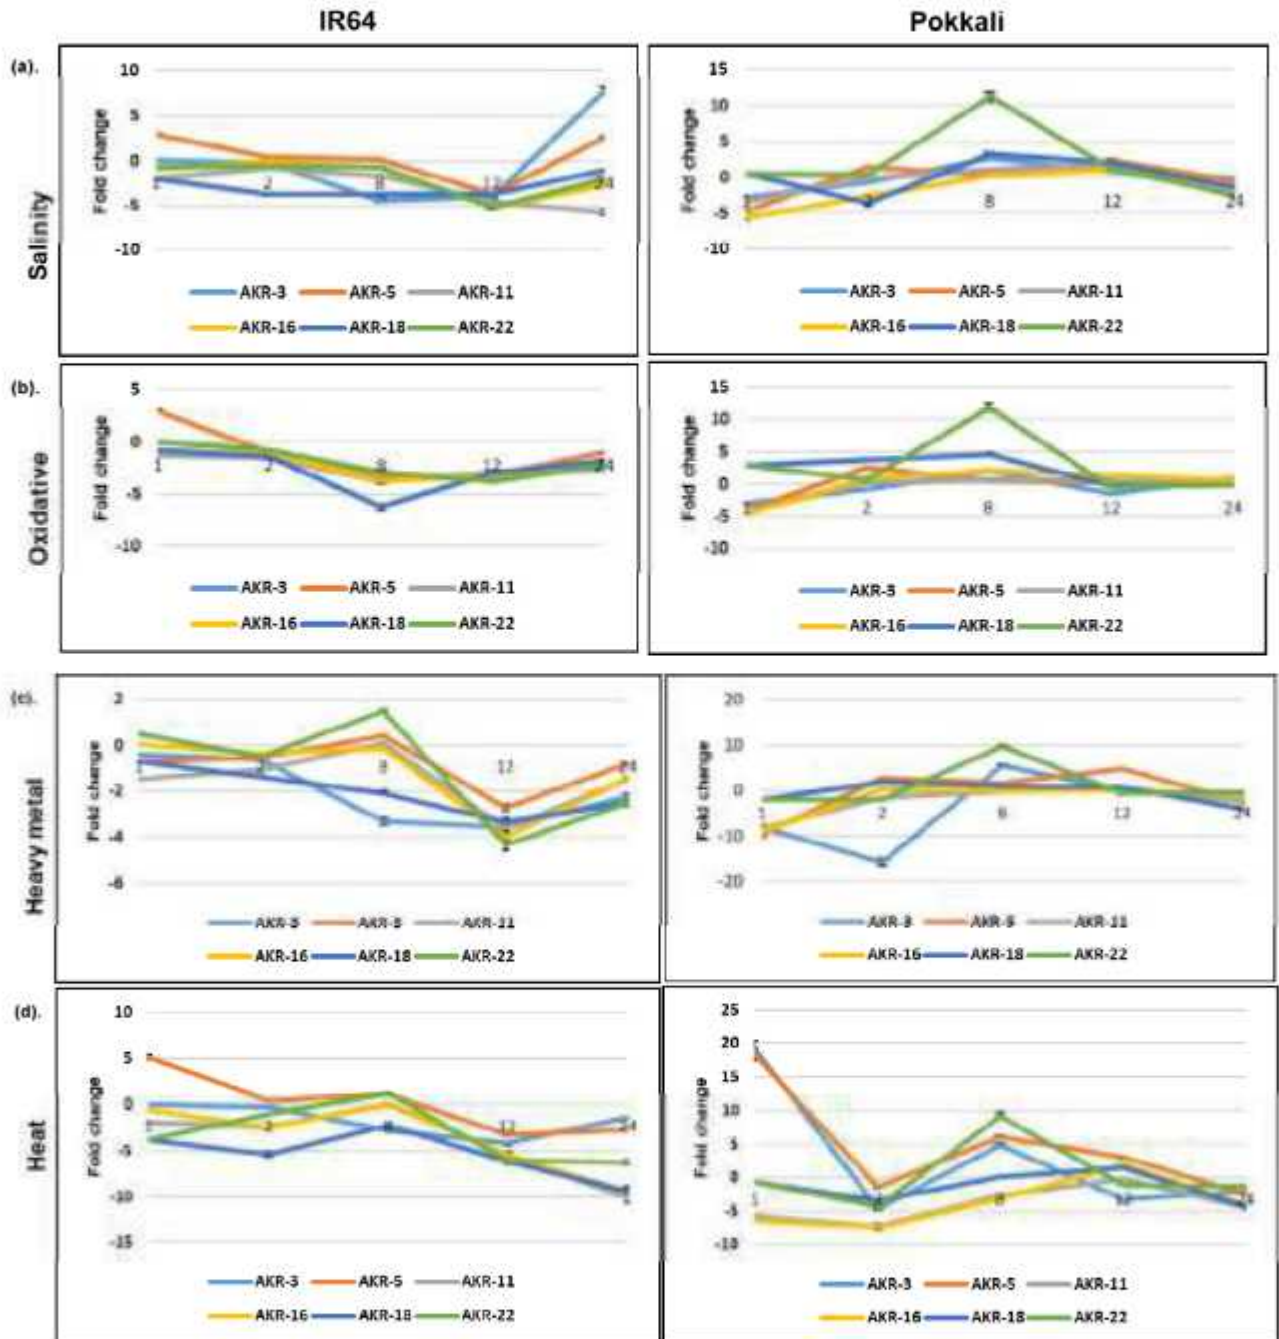 IR64 Pokkali
(a).
Salinity
Fold change
10
5
0
-5
-10
1 2 8 12 24
AKR-3 AKR-5 AKR-11
AKR-16 AKR-18 AKR-22
Fold change
15
10
5
0
-5
-10
2 8 12 24
AKR-3 AKR-5 AKR-11
AKR-16 AKR-18 AKR-22
(b).
Oxidative
Fold change
5
0
-5
-10
1 2 8 12 24
AKR-3 AKR-5 AKR-11
AKR-16 AKR-18 AKR-22
Fold change
15
10
5
0
-5
-10
2 8 12 24
AKR-3 AKR-5 AKR-11
AKR-16 AKR-18 AKR-22
(c).
Heavy metal
Fold change
2
0
-2
-4
-6
1 8 12 24
AKR-3 AKR-11
AKR-16 AKR-18 AKR-22
Fold change
20
10
0
-10
-20
1 2 12 24
AKR-3 AKR-11
AKR-16 AKR-18 AKR-22
(d).
Heat
Fold change
10
5
0
-5
-10
-15
1 2 8 12 24
AKR-3 AKR-5 AKR-11
AKR-16 AKR-18 AKR-22
Fold change
25
20
15
10
5
0
-5
-10
1 8 12 24
AKR-3 AKR-5 AKR-11
AKR-16 AKR-18 AKR-22